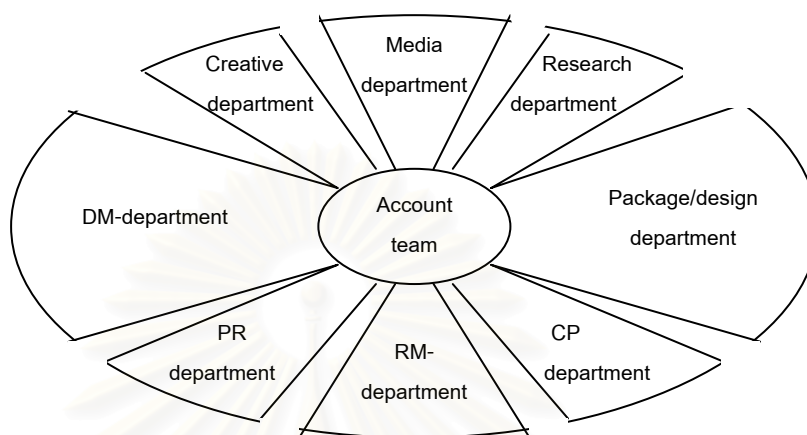 Media
department
Creative
department
Research
department
DM-department
Account
team
Package/design
department
PR
department
RM-
department
CP
department